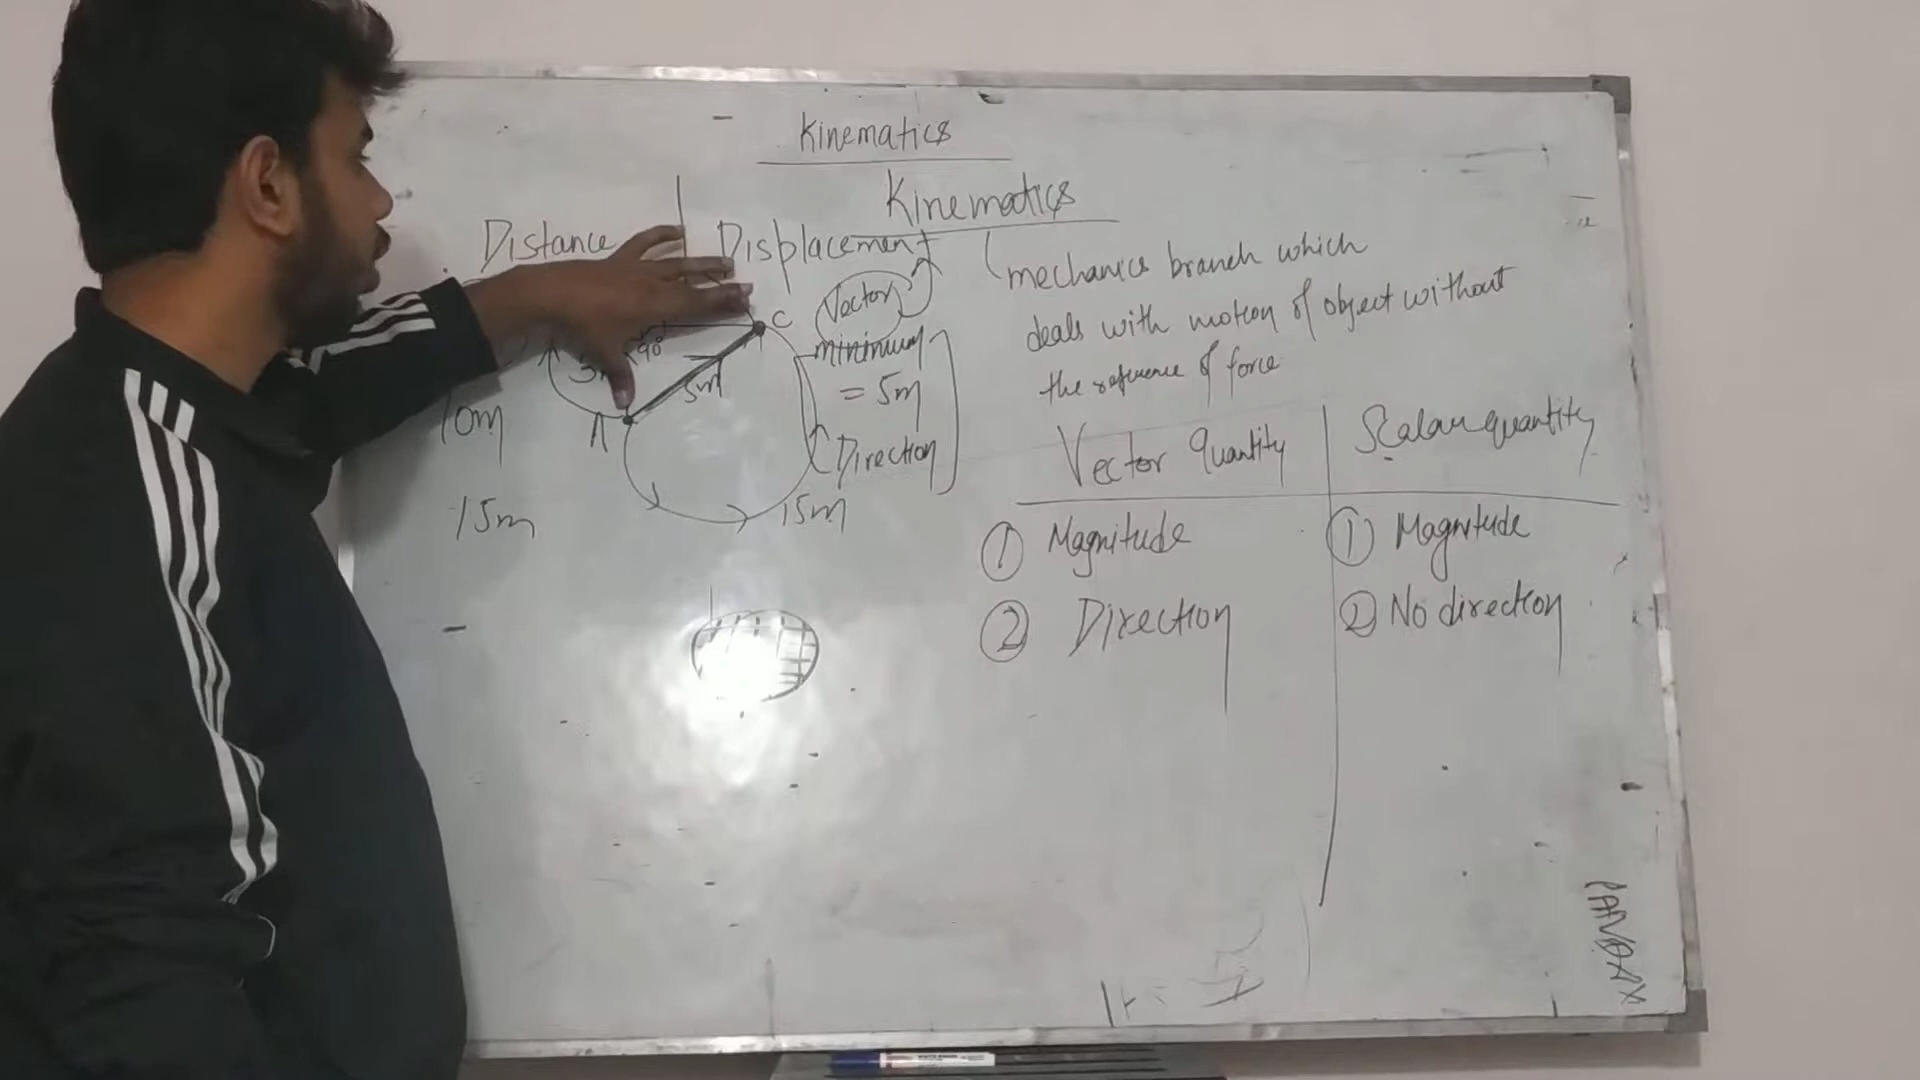 Kinematics
Kinematics
Distance
Displacement
mechanics branch which
deals with motion of object without
the reference of force
Vector
C
minimum
90°
5m
= 5m
10m
A
Direction
15m
15m
Vector Quantity
Scalar quantity
① Magnitude
① Magnitude
② Direction
② No direction